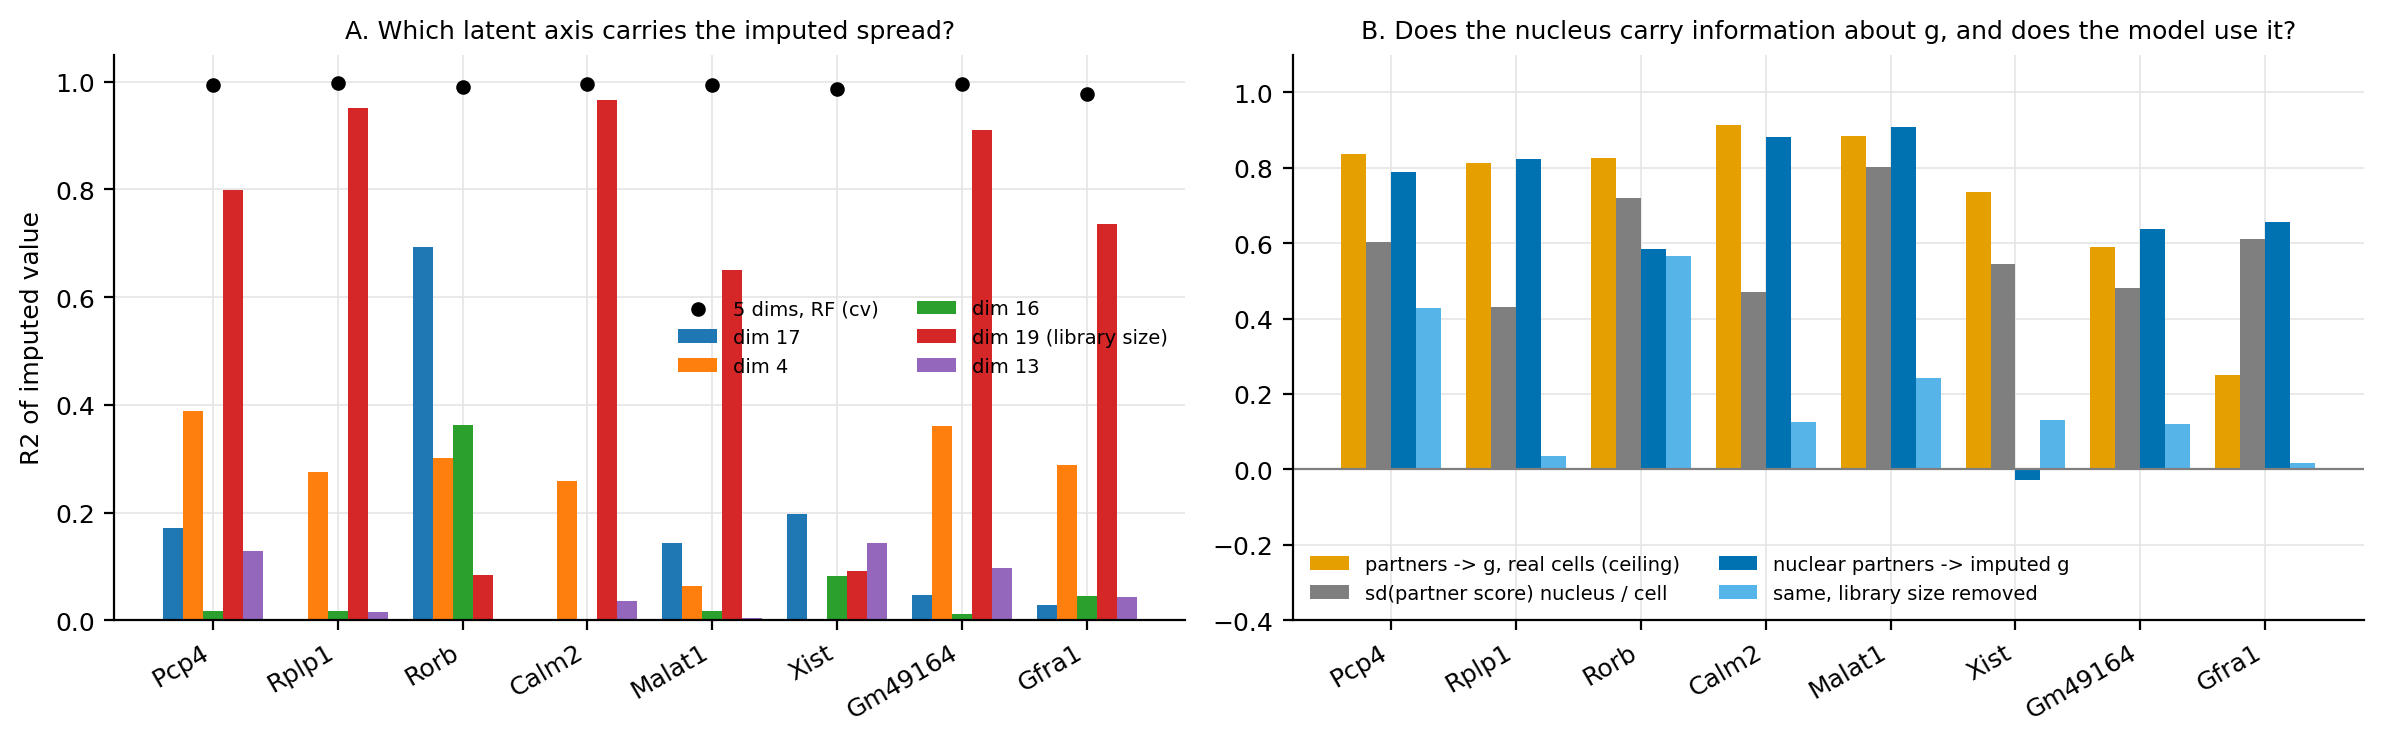 A. Which latent axis carries the imputed spread?
R2 of imputed value
1.0
0.8
0.6
0.4
0.2
0.0
5 dims, RF (cv)
dim 17
dim 4
dim 16
dim 19 (library size)
dim 13
Pcp4
Rplp1
Rorb
Calm2
Malat1
Xist
Gm49164
Gfra1
B. Does the nucleus carry information about g, and does the model use it?
1.0
0.8
0.6
0.4
0.2
0.0
−0.2
−0.4
partners -> g, real cells (ceiling)
sd(partner score) nucleus / cell
nuclear partners -> imputed g
same, library size removed
Pcp4
Rplp1
Rorb
Calm2
Malat1
Xist
Gm49164
Gfra1